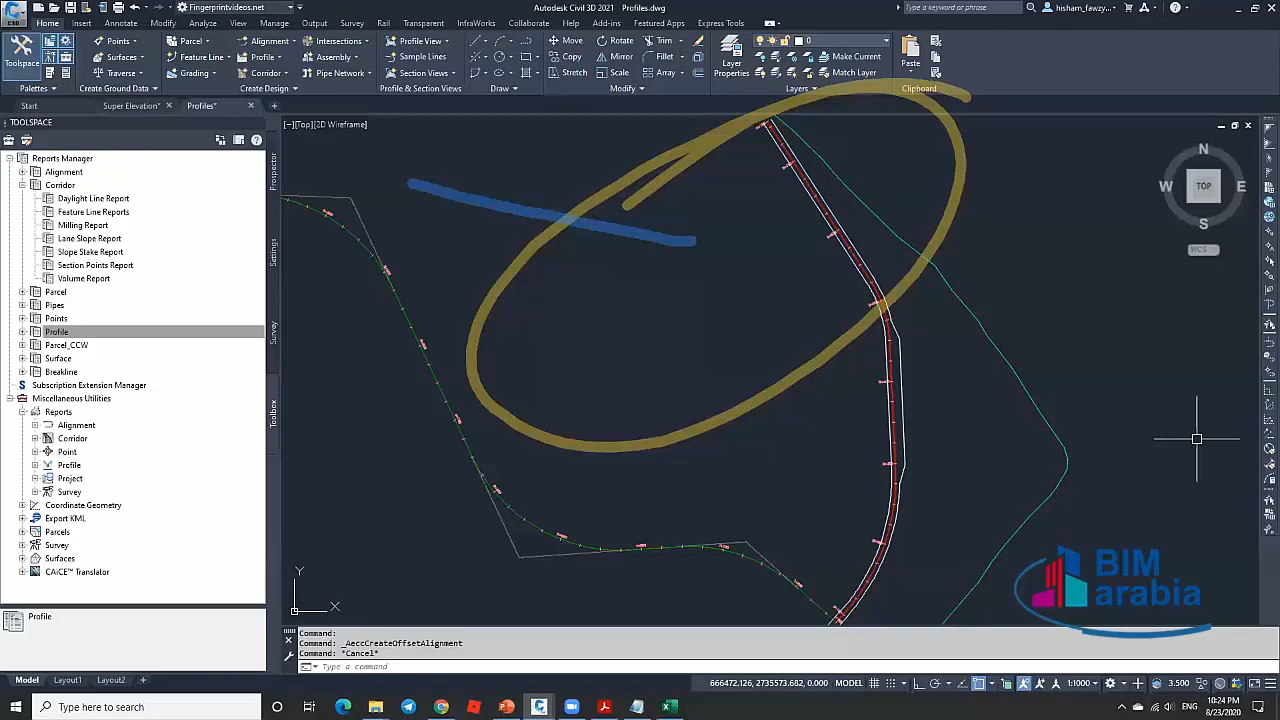 Fingerprintvideos.net
Autodesk Civil 3D 2021 Profiles.dwg
Type a keyword or phrase
hisham_fawzy...
Home Insert Annotate Modify Analyze View Manage Output Survey Rail Transparent InfraWorks Collaborate Help Add-ins Featured Apps Express Tools
Toolspace
Points
Surfaces
Traverse
Parcel
Feature Line
Grading
Alignment
Profile
Corridor
Intersections
Assembly
Pipe Network
Profile View
Sample Lines
Section Views
Move
Copy
Stretch
Rotate
Mirror
Scale
Trim
Fillet
Array
Layer Properties
0
Make Current
Match Layer
Paste
Palettes
Create Ground Data
Create Design
Profile & Section Views
Draw
Modify
Layers
Clipboard
Start
Super Elevation*
Profiles*
TOOLSPACE
[−][Top][2D Wireframe]
Reports Manager
Alignment
Corridor
Daylight Line Report
Feature Line Reports
Milling Report
Lane Slope Report
Slope Stake Report
Section Points Report
Volume Report
Parcel
Pipes
Points
Profile
Parcel_CCW
Surface
Breakline
Subscription Extension Manager
Miscellaneous Utilities
Reports
Alignment
Corridor
Point
Profile
Project
Survey
Coordinate Geometry
Export KML
Parcels
Survey
Surfaces
CAiCE™ Translator
Prospector
Settings
Survey
Toolbox
N
W TOP E
S
WCS
Y
X
BIM
arabia
Profile
Command:
Command: _AeccCreateOffsetAlignment
Command: *Cancel*
Type a command
Model Layout1 Layout2
666472.126, 2735573.682, 0.000 MODEL
1:1000
3.500
Type here to search
ENG
10:24 PM
8/23/2020